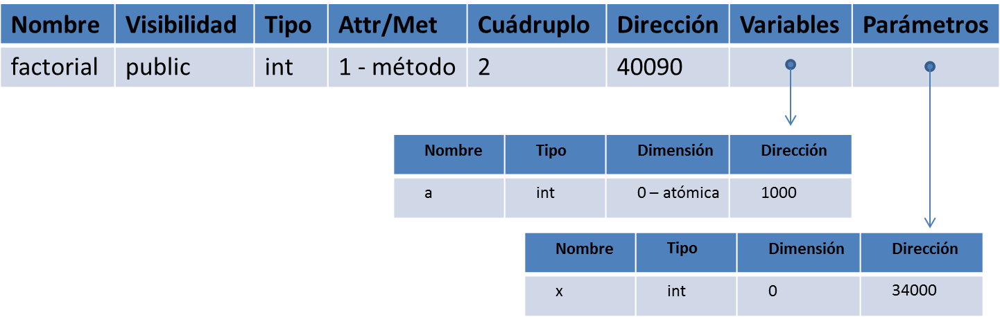 Nombre Visibilidad Tipo Attr/Met Cuádruplo Dirección Variables Parámetros
factorial public int 1 - método 2 40090
Nombre Tipo Dimensión Dirección
a int 0 – atómica 1000
Nombre Tipo Dimensión Dirección
x int 0 34000